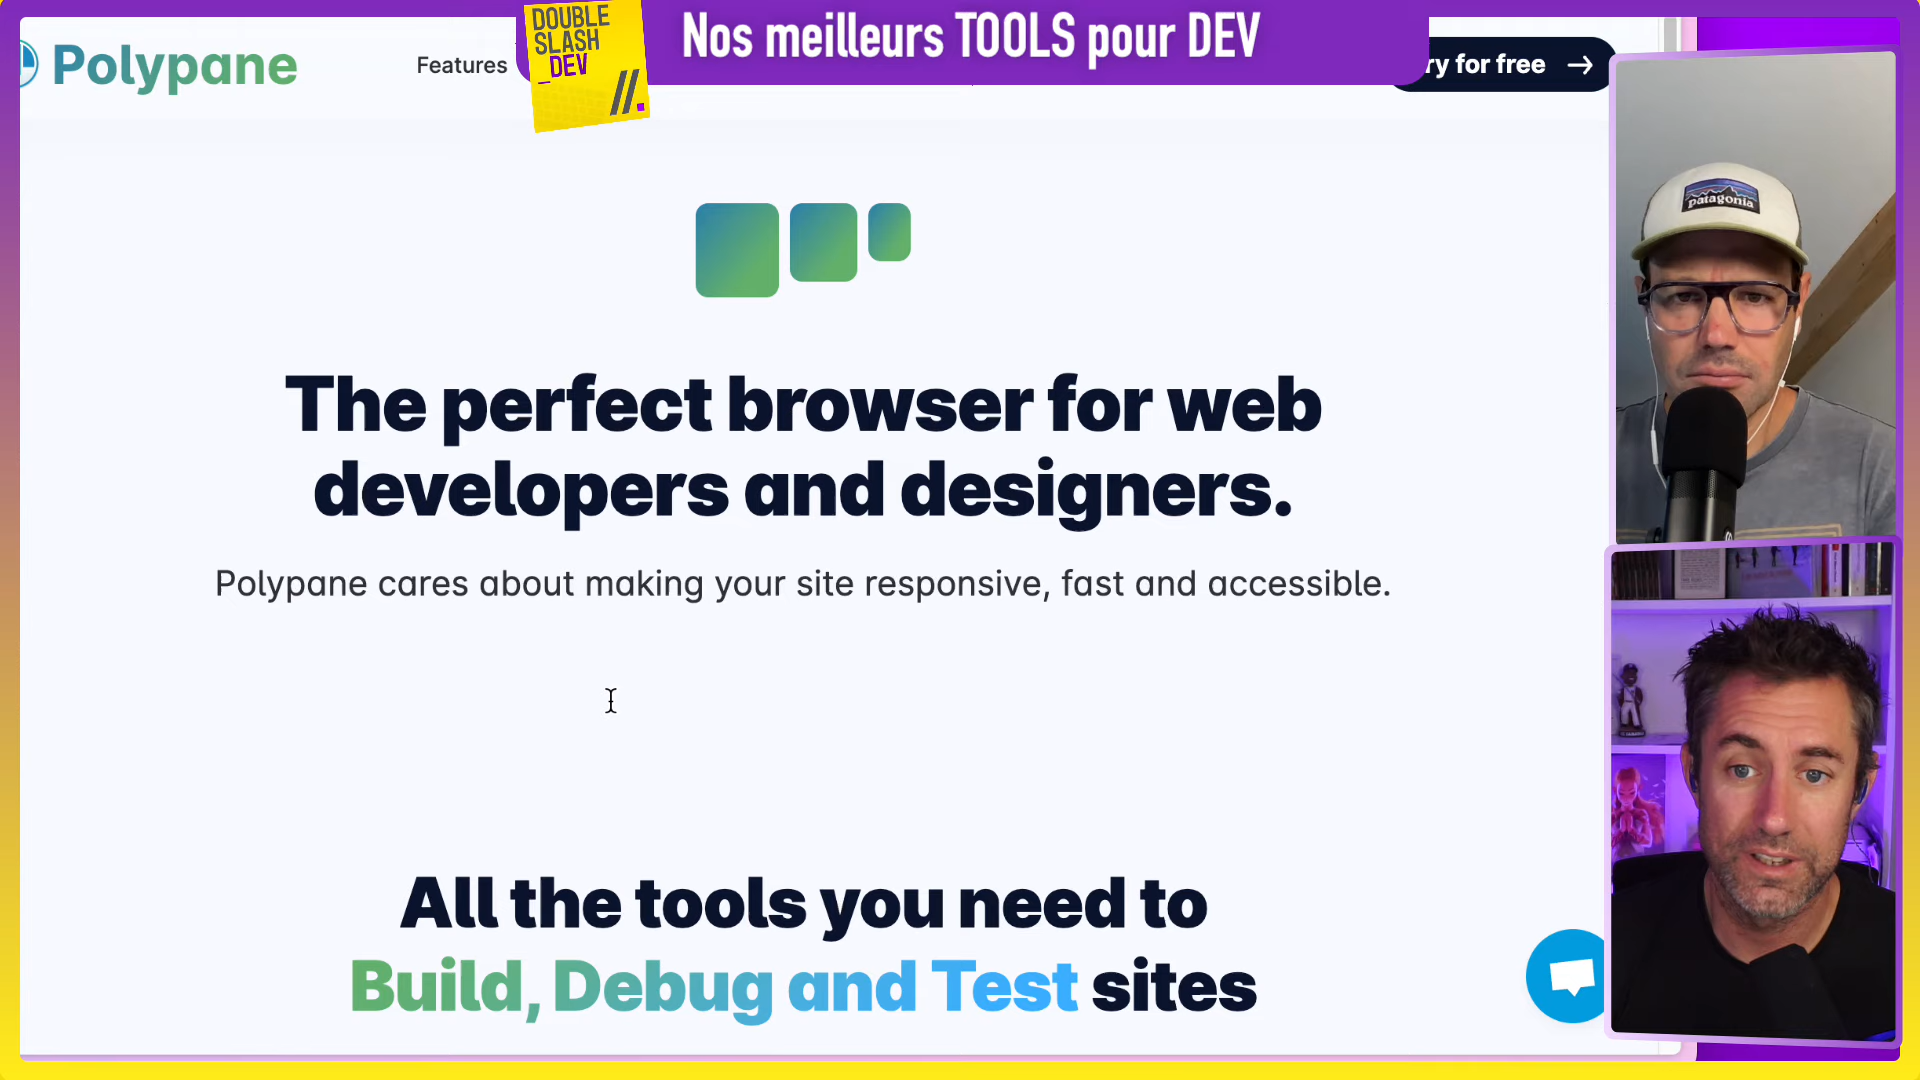 Nos meilleurs TOOLS pour DEV
DOUBLE
SLASH
_DEV
//.
Polypane
Features
ry for free
patagonia
The perfect browser for web
developers and designers.
Polypane cares about making your site responsive, fast and accessible.
All the tools you need to
Build, Debug and Test sites